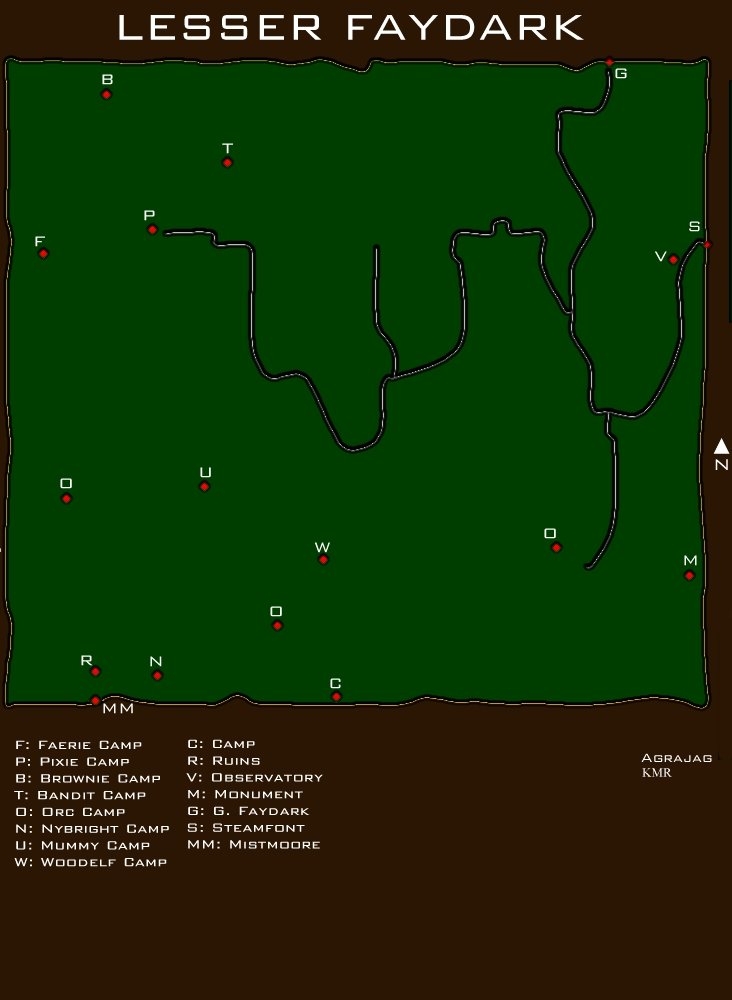 LESSER FAYDARK
G
B
T
P
S
F
V
N
U
O
O
W
M
O
R
N
C
MM
F: FAERIE CAMP
P: PIXIE CAMP
B: BROWNIE CAMP
T: BANDIT CAMP
O: ORC CAMP
N: NYBRIGHT CAMP
U: MUMMY CAMP
W: WOODELF CAMP
C: CAMP
R: RUINS
V: OBSERVATORY
M: MONUMENT
G: G. FAYDARK
S: STEAMFONT
MM: MISTMOORE
AGRAJAG
KMR